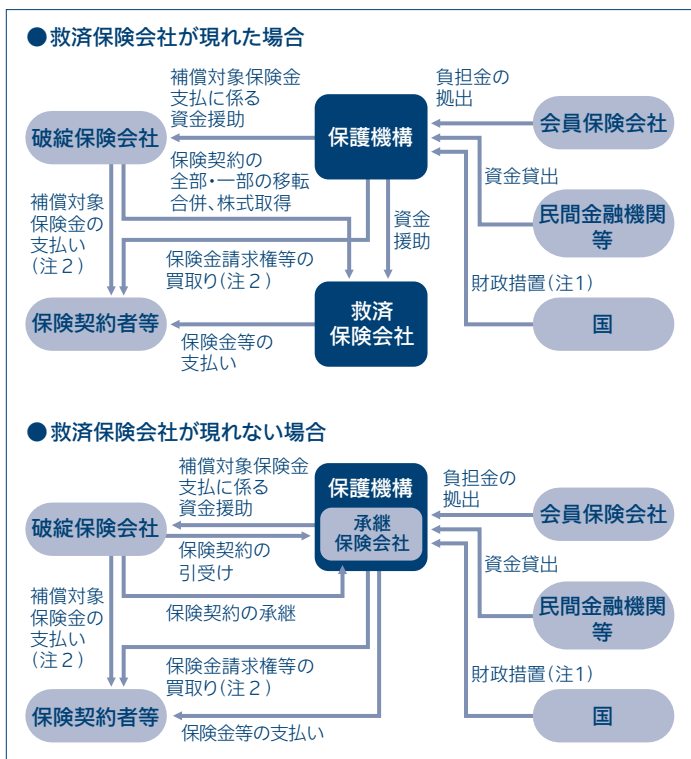 ●救済保険会社が現れた場合
補償対象保険金
支払に係る
資金援助
負担金の
拠出
破綻保険会社
保護機構
会員保険会社
保険契約の
全部・一部の移転
合併、株式取得
資金貸出
補償対象
保険金の
支払い
(注2)
資金
援助
民間金融機関
等
保険金請求権等の
買取り(注2)
財政措置(注1)
保険契約者等
救済
保険会社
国
保険金等の
支払い
●救済保険会社が現れない場合
補償対象保険金
支払に係る
資金援助
負担金の
拠出
保護機構
破綻保険会社
承継
保険会社
会員保険会社
保険契約の
引受け
資金貸出
補償対象
保険金の
支払い
(注2)
保険契約の承継
民間金融機関
等
保険金請求権等の
買取り(注2)
財政措置(注1)
保険契約者等
国
保険金等の支払い